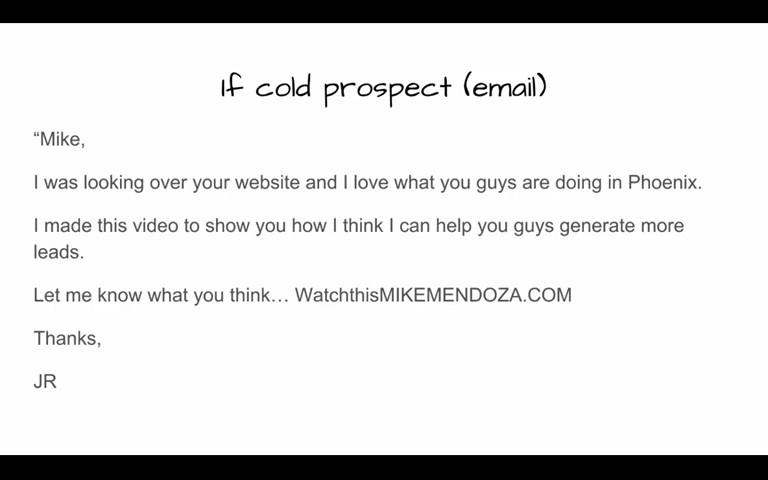 If cold prospect (email)
“Mike,
I was looking over your website and I love what you guys are doing in Phoenix.
I made this video to show you how I think I can help you guys generate more
leads.
Let me know what you think… WatchthisMIKEMENDOZA.COM
Thanks,
JR